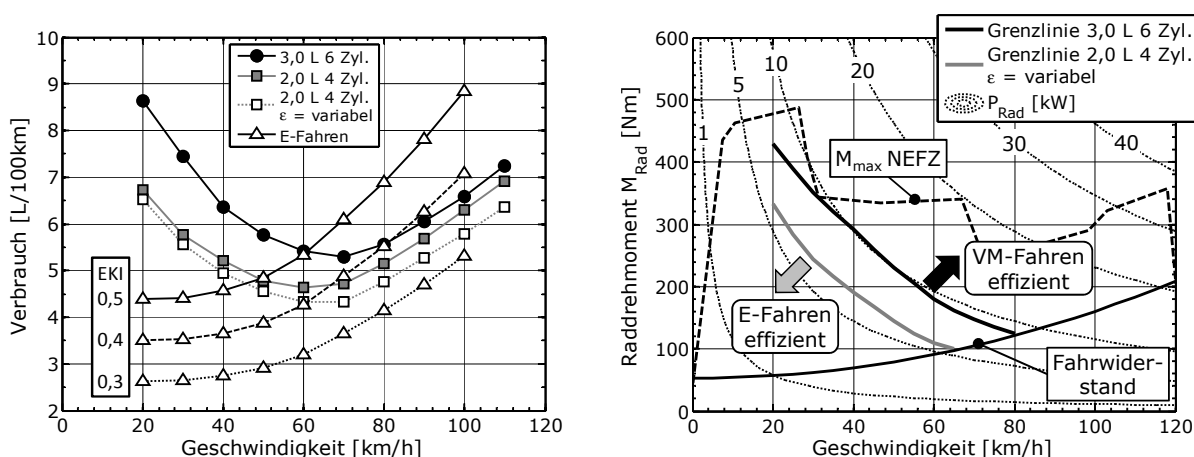 Verbrauch [L/100km]
10
9
8
7
6
5
4
3
2
3,0 L 6 Zyl.
2,0 L 4 Zyl.
2,0 L 4 Zyl.
ε = variabel
E-Fahren
EKI
0,5
0,4
0,3
0 20 40 60 80 100 120
Geschwindigkeit [km/h]
Raddrehmoment M_Rad [Nm]
600
500
400
300
200
100
0
Grenzlinie 3,0 L 6 Zyl.
Grenzlinie 2,0 L 4 Zyl.
ε = variabel
P_Rad [kW]
1
5
10
20
30
40
M_max NEFZ
VM-Fahren
effizient
E-Fahren
effizient
Fahrwider-
stand
0 20 40 60 80 100 120
Geschwindigkeit [km/h]